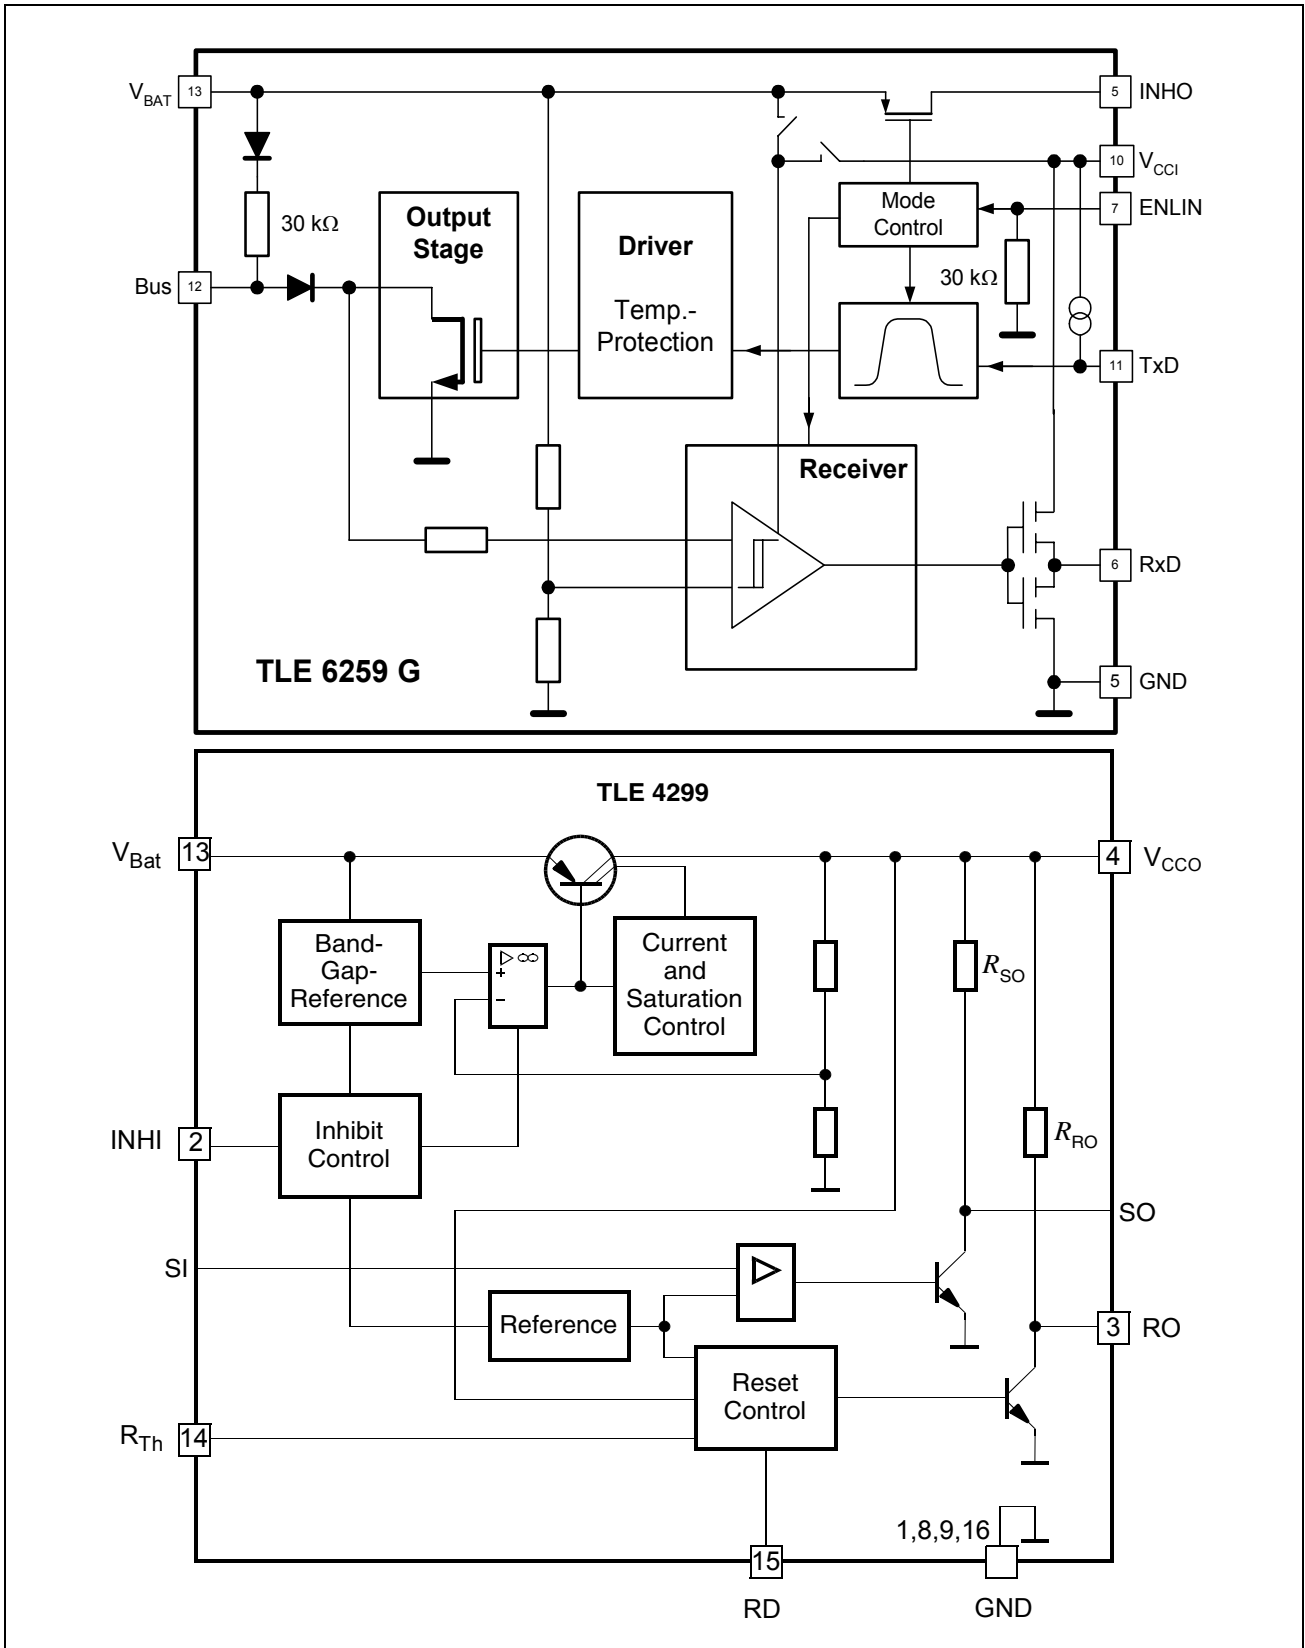 V_BAT
13
5
INHO
10
V_CCI
Output
Stage
Mode
Control
7
ENLIN
30 kΩ
Driver
30 kΩ
Bus
12
Temp.-
Protection
11
TxD
Receiver
6
RxD
TLE 6259 G
5
GND
TLE 4299
V_Bat
13
4
V_CCO
Band-
Gap-
Reference
▷ ∞
+
−
Current
and
Saturation
Control
R_SO
INHI
2
Inhibit
Control
R_RO
SO
SI
Reference
3
RO
Reset
Control
R_Th
14
1,8,9,16
15
RD
GND